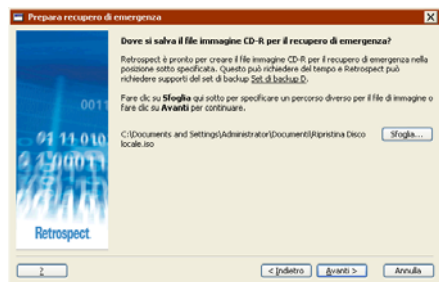 Prepara recupero di emergenza
Dove si salva il file immagine CD-R per il recupero di emergenza?
Retrospect è pronto per creare il file immagine CD-R per il recupero di emergenza nella
posizione sotto specificata. Questo può richiedere del tempo e Retrospect può
richiedere supporti del set di backup Set di backup D.
Fare clic su Sfoglia qui sotto per specificare un percorso diverso per il file di immagine o
fare clic su Avanti per continuare.
C:\Documents and Settings\Administrator\Documenti\Ripristina Disco
locale.iso
Sfoglia...
0011
01 11010
Retrospect
?
< Indietro
Avanti >
Annulla